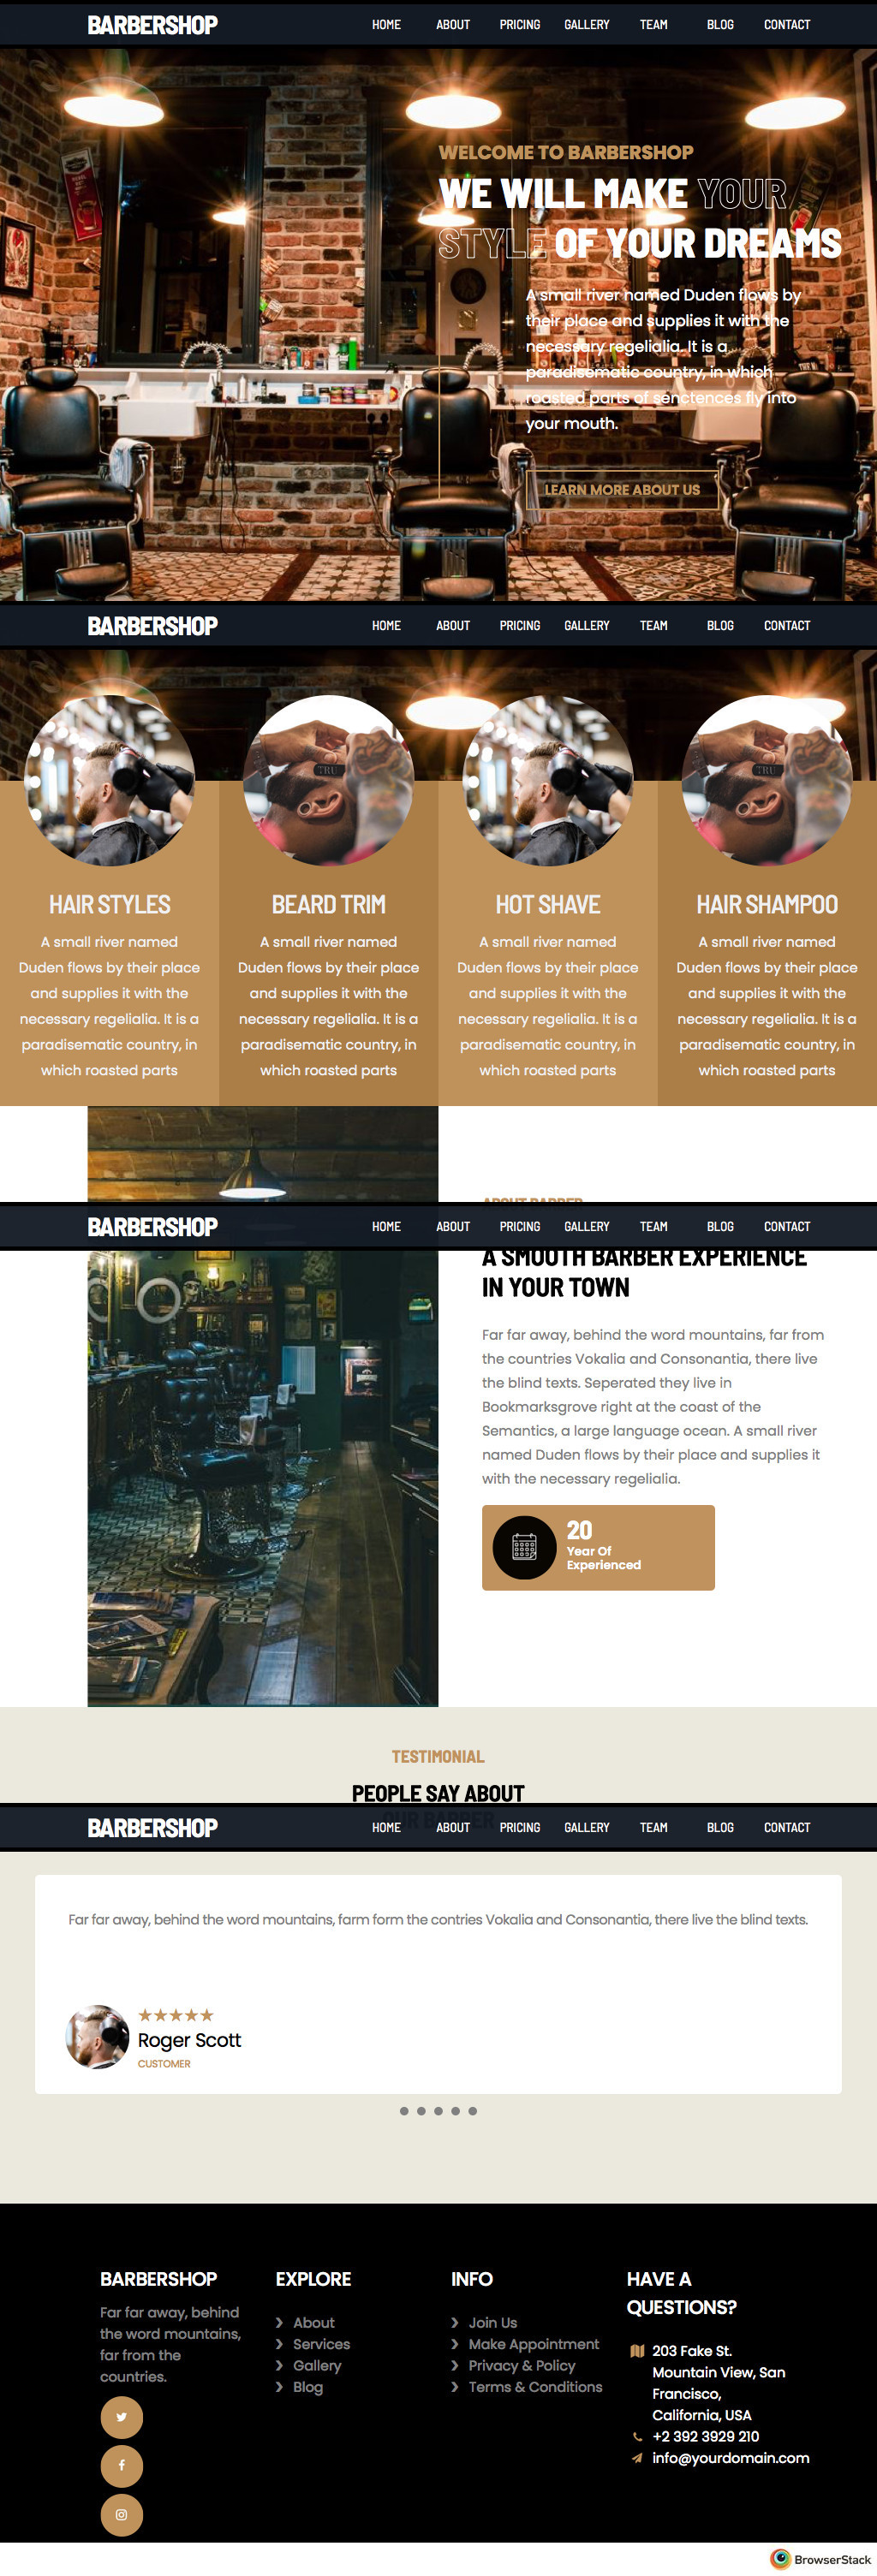 BARBERSHOP
HOME ABOUT PRICING GALLERY TEAM BLOG CONTACT
WELCOME TO BARBERSHOP
WE WILL MAKE YOUR
STYLE OF YOUR DREAMS
A small river named Duden flows by
their place and supplies it with the
necessary regelialia. It is a
paradisematic country, in which
roasted parts of senctences fly into
your mouth.
LEARN MORE ABOUT US
BARBERSHOP
HOME ABOUT PRICING GALLERY TEAM BLOG CONTACT
TRU
TRU
HAIR STYLES
A small river named
Duden flows by their place
and supplies it with the
necessary regelialia. It is a
paradisematic country, in
which roasted parts
BEARD TRIM
A small river named
Duden flows by their place
and supplies it with the
necessary regelialia. It is a
paradisematic country, in
which roasted parts
HOT SHAVE
A small river named
Duden flows by their place
and supplies it with the
necessary regelialia. It is a
paradisematic country, in
which roasted parts
HAIR SHAMPOO
A small river named
Duden flows by their place
and supplies it with the
necessary regelialia. It is a
paradisematic country, in
which roasted parts
ABOUT BARBER
BARBERSHOP
HOME ABOUT PRICING GALLERY TEAM BLOG CONTACT
A SMOOTH BARBER EXPERIENCE
IN YOUR TOWN
Far far away, behind the word mountains, far from
the countries Vokalia and Consonantia, there live
the blind texts. Seperated they live in
Bookmarksgrove right at the coast of the
Semantics, a large language ocean. A small river
named Duden flows by their place and supplies it
with the necessary regelialia.
20
Year Of
Experienced
TESTIMONIAL
PEOPLE SAY ABOUT
OUR BARBER
BARBERSHOP
HOME ABOUT PRICING GALLERY TEAM BLOG CONTACT
Far far away, behind the word mountains, farm form the contries Vokalia and Consonantia, there live the blind texts.
Roger Scott
CUSTOMER
BARBERSHOP
Far far away, behind
the word mountains,
far from the
countries.
EXPLORE
About
Services
Gallery
Blog
INFO
Join Us
Make Appointment
Privacy & Policy
Terms & Conditions
HAVE A
QUESTIONS?
203 Fake St.
Mountain View, San
Francisco,
California, USA
+2 392 3929 210
info@yourdomain.com
BrowserStack